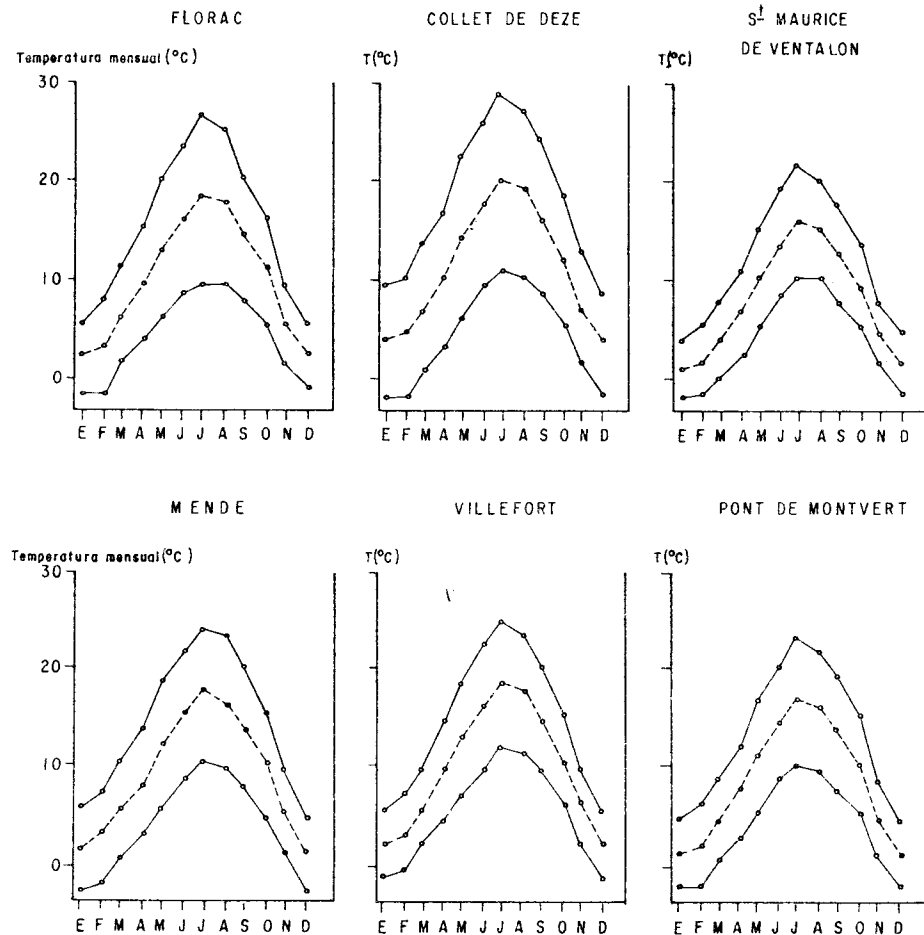 FLORAC
COLLET DE DEZE
St MAURICE
DE VENTALON
Temperatura mensual (°C)
T(°C)
T(°C)
30
20
10
0
E F M A M J J A S O N D
E F M A M J J A S O N D
E F M A M J J A S O N D
MENDE
VILLEFORT
PONT DE MONTVERT
Temperatura mensual (°C)
T(°C)
T(°C)
30
20
10
0
E F M A M J J A S O N D
E F M A M J J A S O N D
E F M A M J J A S O N D